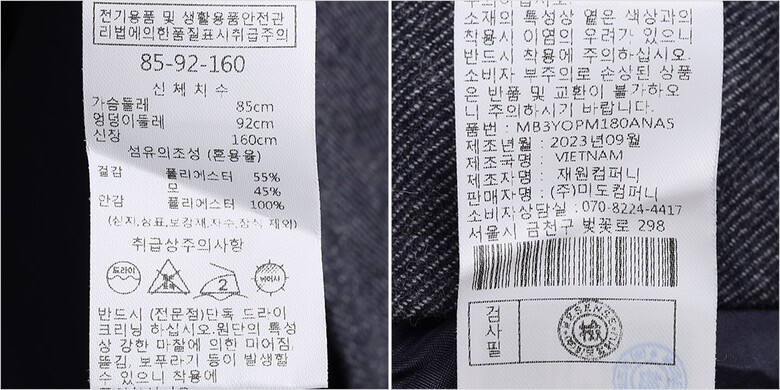 전기용품 및 생활용품안전관
리법에의한품질표시취급주의
85-92-160
신체치수
가슴둘레 85cm
엉덩이둘레 92cm
신장 160cm
섬유의조성 (혼용율)
겉감 폴리에스터 55%
모 45%
안감 폴리에스터 100%
(심지,상표,보강재,자수,장식 제외)
취급상주의사항
드라이
2
반드시 (전문점)단독 드라이
크리닝 하십시오.원단의 특성
상 강한 마찰에 의한 미어짐,
뜯김, 보푸라기 등이 발생할
수 있으니 착용에
소재의 특성상 옅은 색상과의
착용시 이염의 우려가 있으니
반드시 착용에 주의하십시오.
소비자 부주의로 손상된 상품
은 반품 및 교환이 불가하오
니 주의하시기 바랍니다.
품번 : MB3YOPM180ANAS
제조년월 : 2023년09월
제조국명 : VIETNAM
제조자명 : 재원컴퍼니
판매자명 : (주)미도컴퍼니
소비자상담실 : 070-8224-4417
서울시 금천구 벚꽃로 298
검사필